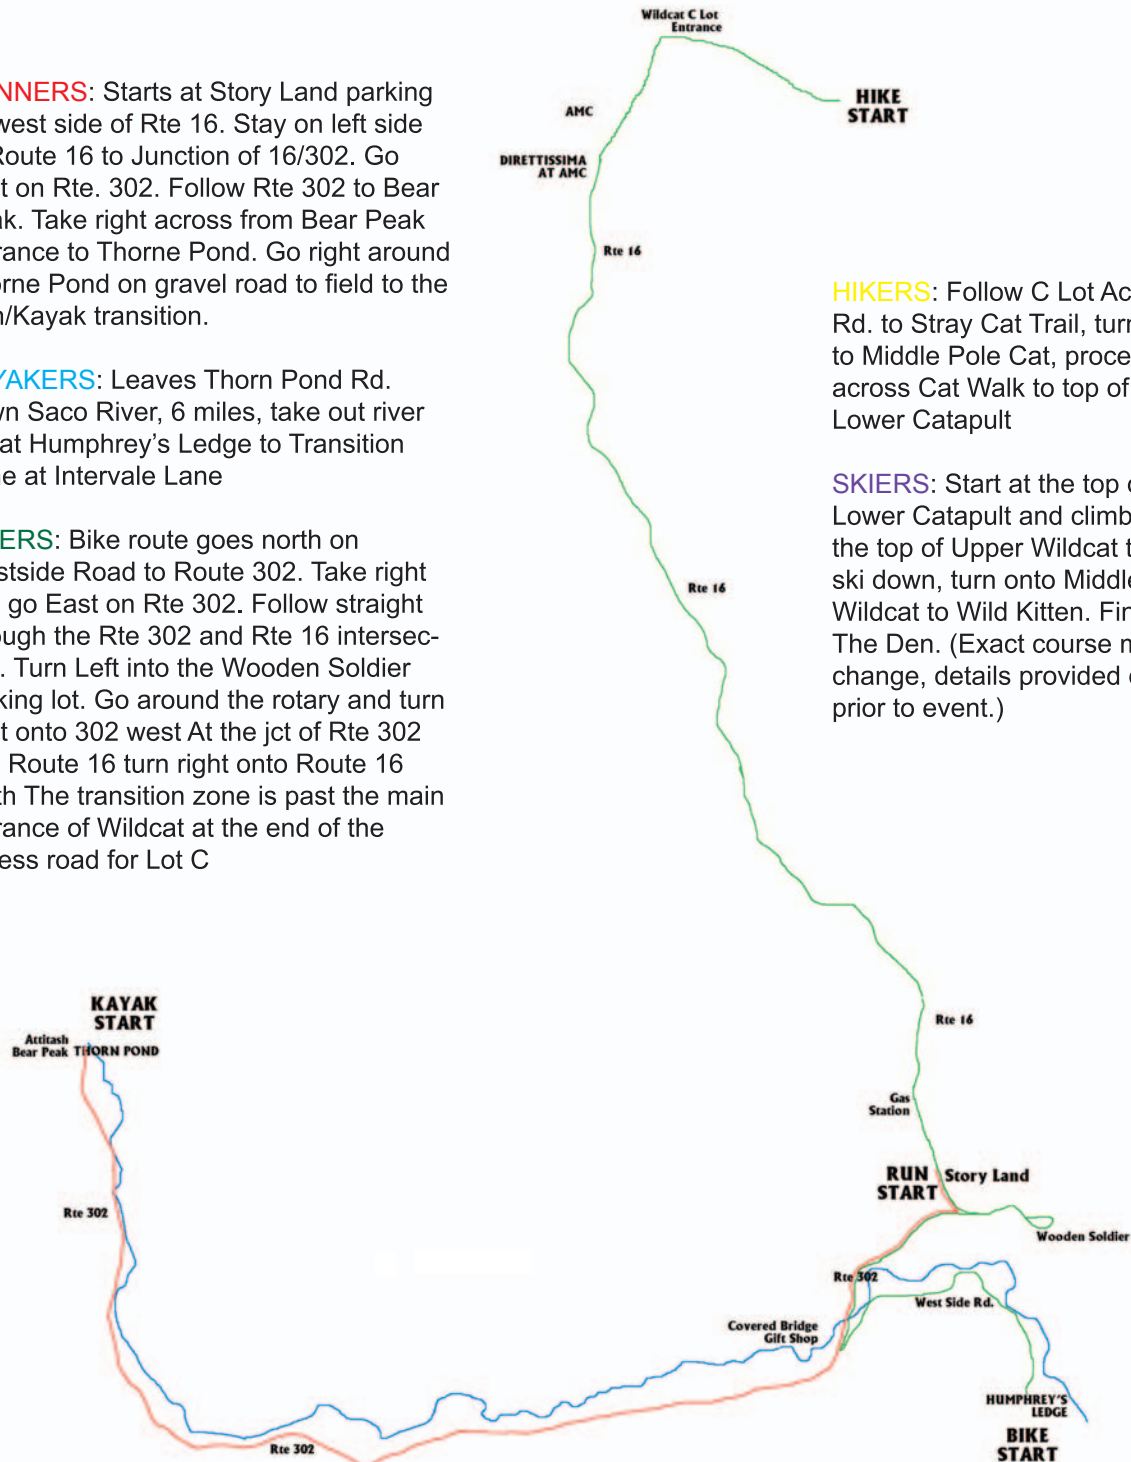 Wildcat C Lot
Entrance
HIKE
START
AMC
DIRETTISSIMA
AT AMC
Rte 16
NNERS: Starts at Story Land parking
west side of Rte 16. Stay on left side
Route 16 to Junction of 16/302. Go
t on Rte. 302. Follow Rte 302 to Bear
ak. Take right across from Bear Peak
rance to Thorne Pond. Go right around
orne Pond on gravel road to field to the
n/Kayak transition.
YAKERS: Leaves Thorn Pond Rd.
wn Saco River, 6 miles, take out river
at Humphrey's Ledge to Transition
ne at Intervale Lane
ERS: Bike route goes north on
stside Road to Route 302. Take right
go East on Rte 302. Follow straight
ough the Rte 302 and Rte 16 intersec-
. Turn Left into the Wooden Soldier
king lot. Go around the rotary and turn
t onto 302 west At the jct of Rte 302
Route 16 turn right onto Route 16
th The transition zone is past the main
rance of Wildcat at the end of the
ess road for Lot C
HIKERS: Follow C Lot Ac
Rd. to Stray Cat Trail, turn
to Middle Pole Cat, proce
across Cat Walk to top of
Lower Catapult
SKIERS: Start at the top o
Lower Catapult and climb
the top of Upper Wildcat t
ski down, turn onto Middle
Wildcat to Wild Kitten. Fin
The Den. (Exact course m
change, details provided
prior to event.)
Rte 16
Rte 16
Gas
Station
RUN
START
Story Land
Wooden Soldier
KAYAK
START
Attitash
Bear Peak
THORN POND
Rte 302
Rte 302
West Side Rd.
Covered Bridge
Gift Shop
HUMPHREY'S
LEDGE
BIKE
START
Rte 302